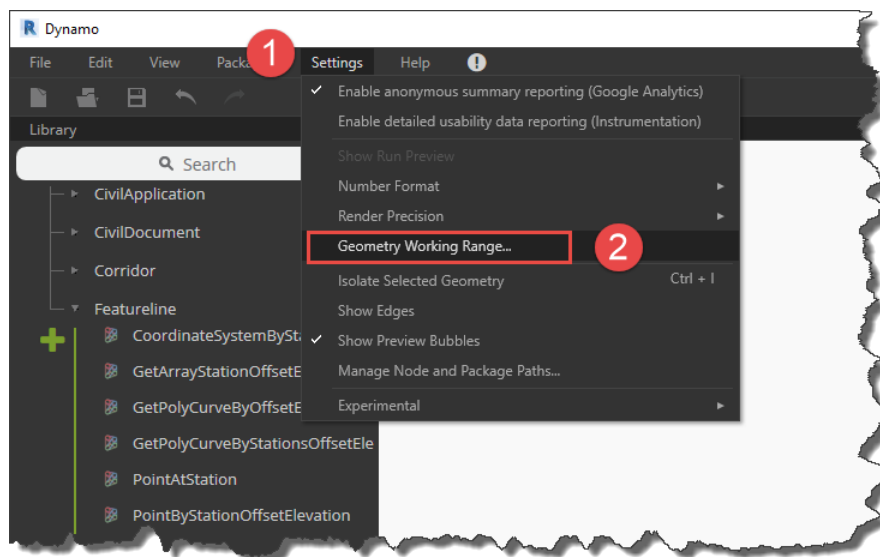 Dynamo
File Edit View Packa 1 Settings Help
Enable anonymous summary reporting (Google Analytics)
Enable detailed usability data reporting (Instrumentation)
Library
Show Run Preview
Search
Number Format
CivilApplication
Render Precision
CivilDocument
Geometry Working Range... 2
Corridor
Isolate Selected Geometry Ctrl + I
Featureline
Show Edges
CoordinateSystemBySta
Show Preview Bubbles
GetArrayStationOffsetE
Manage Node and Package Paths...
GetPolyCurveByOffsetE
Experimental
GetPolyCurveByStationsOffsetEle
PointAtStation
PointByStationOffsetElevation